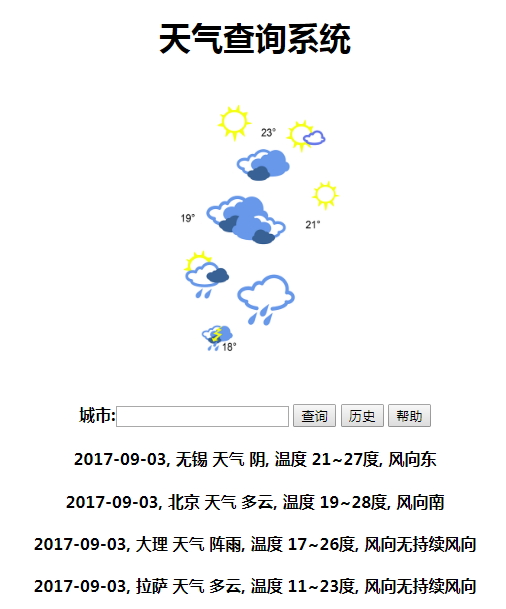 天气查询系统
23°
19°
21°
18°
城市: 查询 历史 帮助
2017-09-03, 无锡 天气 阴, 温度 21~27度, 风向东
2017-09-03, 北京 天气 多云, 温度 19~28度, 风向南
2017-09-03, 大理 天气 阵雨, 温度 17~26度, 风向无持续风向
2017-09-03, 拉萨 天气 多云, 温度 11~23度, 风向无持续风向